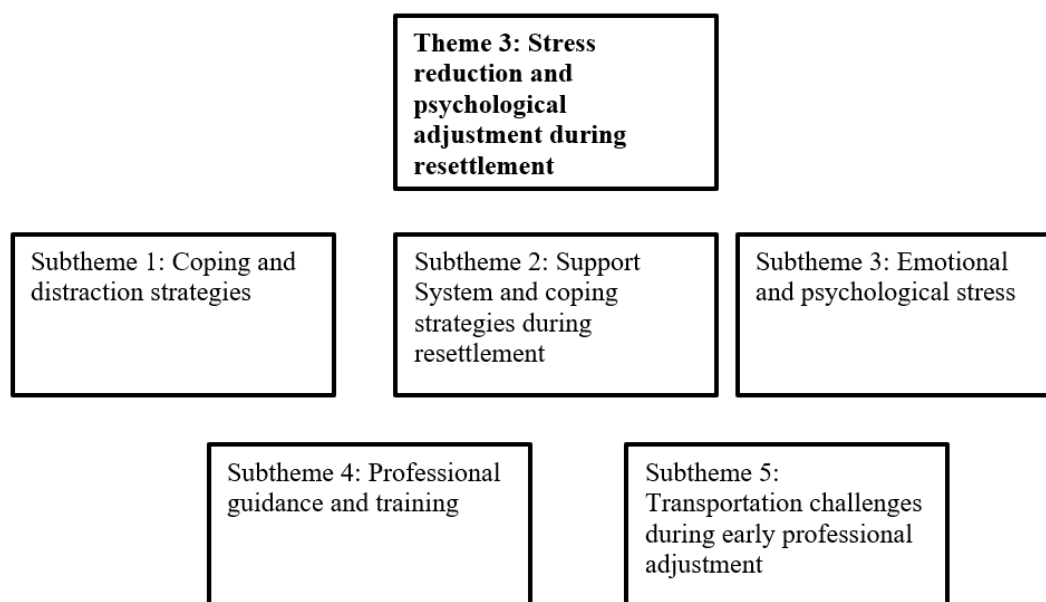 Theme 3: Stress
reduction and
psychological
adjustment during
resettlement
Subtheme 1: Coping and
distraction strategies
Subtheme 2: Support
System and coping
strategies during
resettlement
Subtheme 3: Emotional
and psychological stress
Subtheme 4: Professional
guidance and training
Subtheme 5:
Transportation challenges
during early professional
adjustment